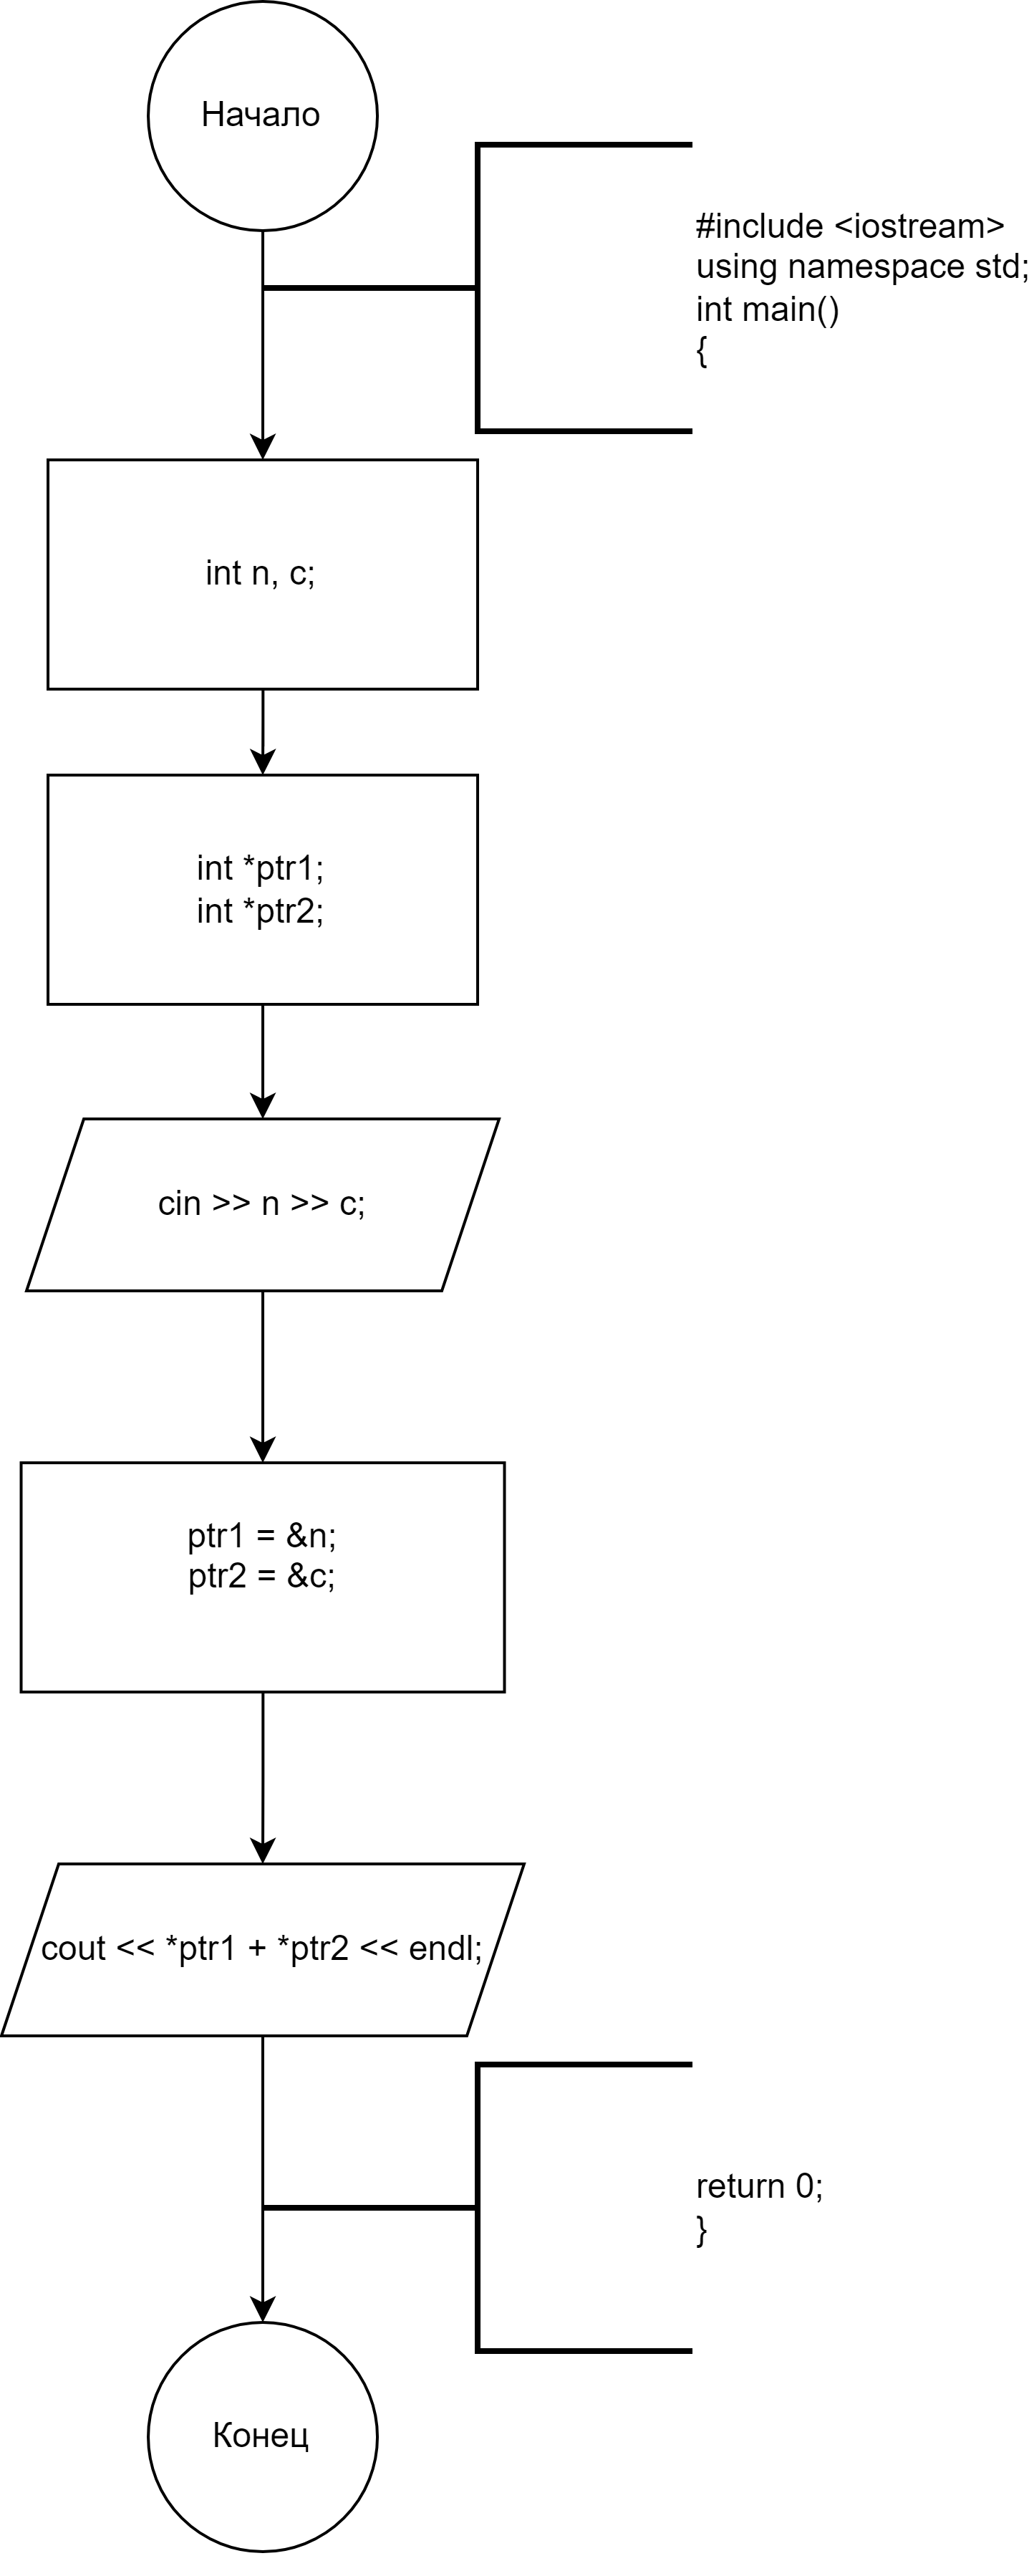 Начало
#include <iostream>
using namespace std;
int main()
{
int n, c;
int *ptr1;
int *ptr2;
cin >> n >> c;
ptr1 = &n;
ptr2 = &c;
cout << *ptr1 + *ptr2 << endl;
return 0;
}
Конец